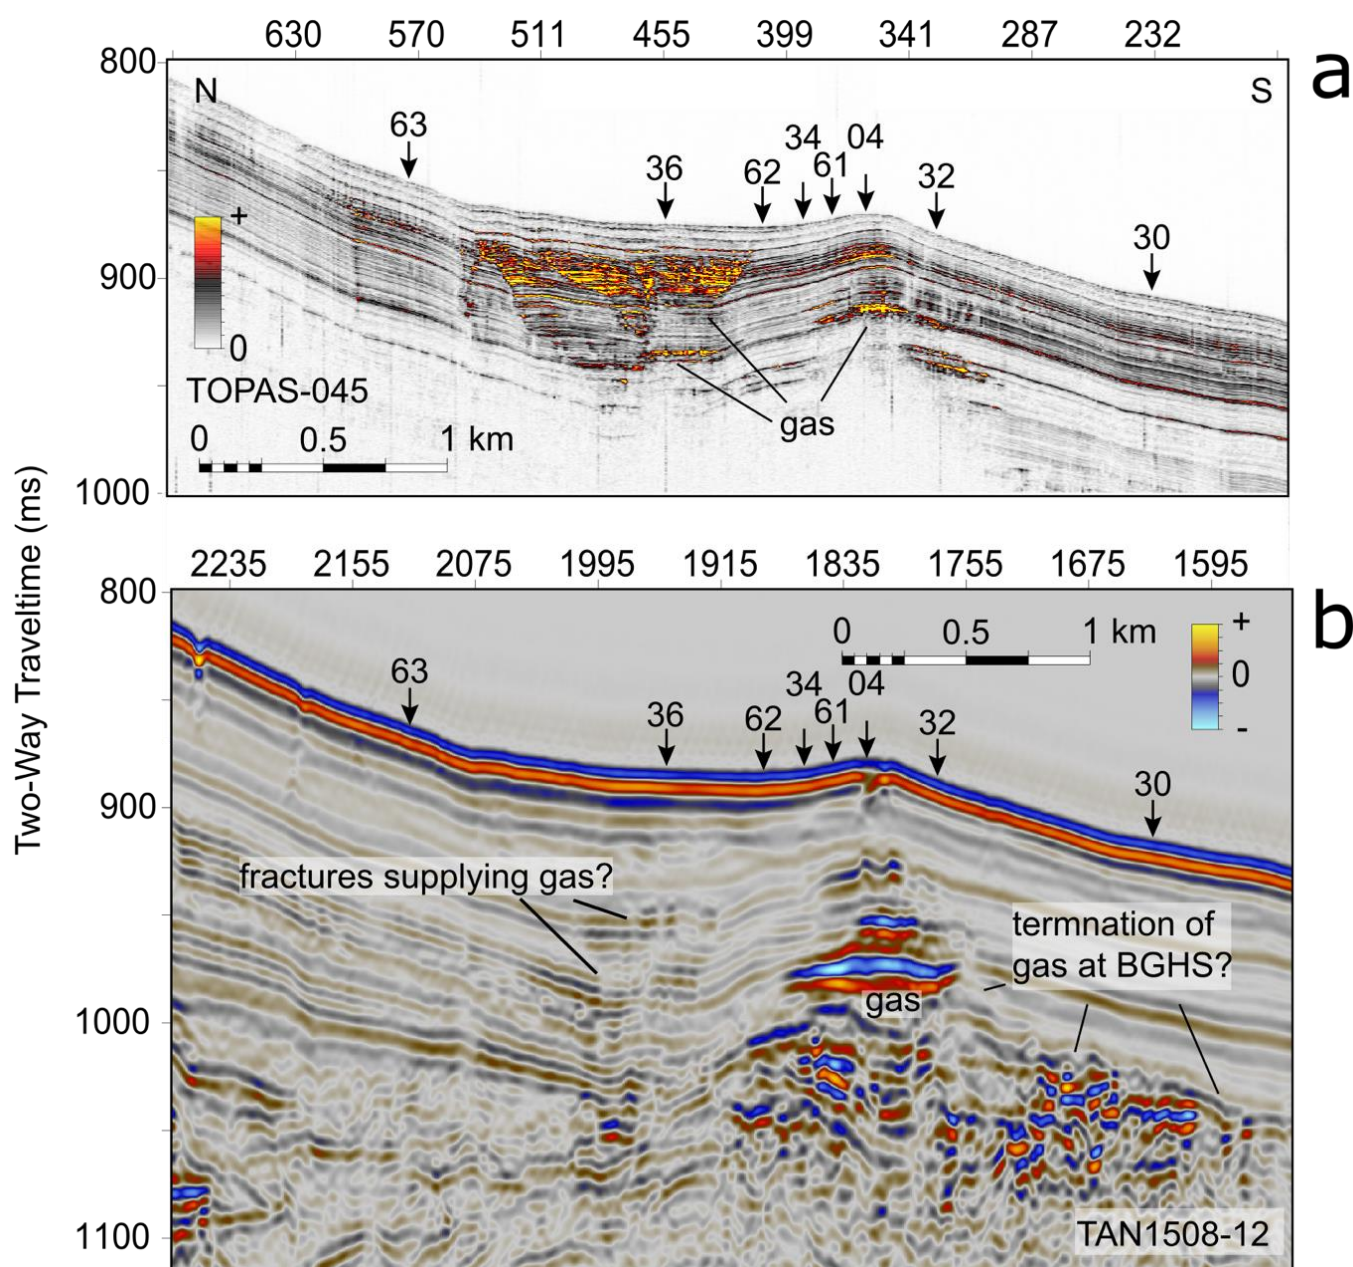 630 570 511 455 399 341 287 232
a
800
N S
63
34 04
36 62 61 32
30
+
900
0
TOPAS-045
gas
0 0.5 1 km
1000
Two-Way Traveltime (ms)
2235 2155 2075 1995 1915 1835 1755 1675 1595
800
b
0 0.5 1 km
+
0
-
63
34 04
36 62 61 32
30
900
fractures supplying gas?
termnation of
gas at BGHS?
gas
1000
1100
TAN1508-12